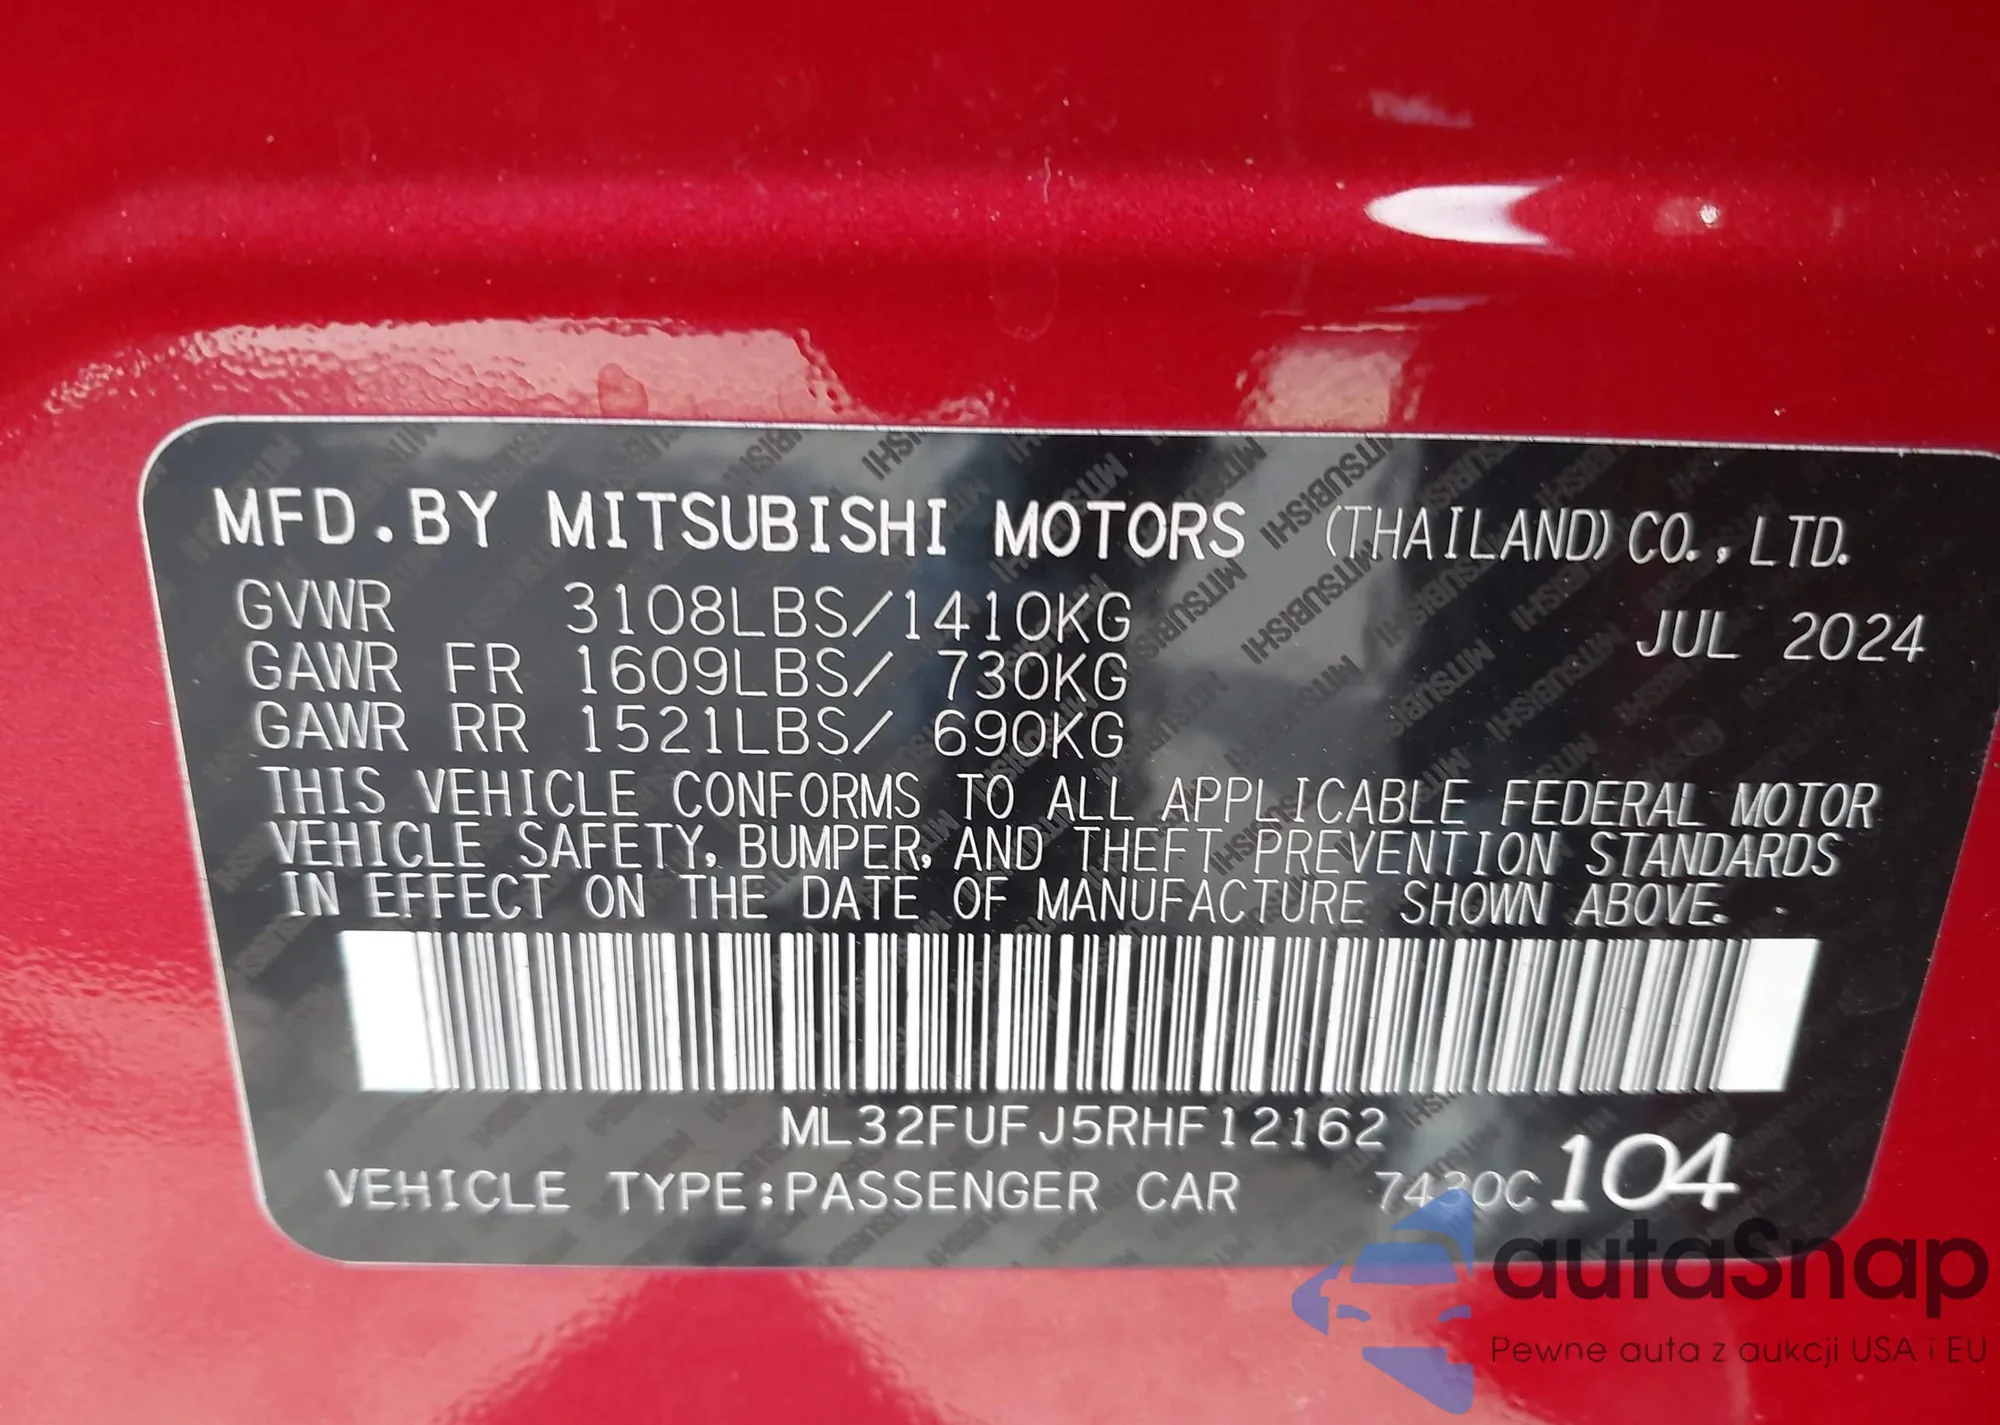 MFD.BY MITSUBISHI MOTORS (THAILAND) CO., LTD.
GVWR 3108LBS/1410KG JUL 2024
GAWR FR 1609LBS/ 730KG
GAWR RR 1521LBS/ 690KG
THIS VEHICLE CONFORMS TO ALL APPLICABLE FEDERAL MOTOR
VEHICLE SAFETY, BUMPER, AND THEFT PREVENTION STANDARDS
IN EFFECT ON THE DATE OF MANUFACTURE SHOWN ABOVE.
ML32FUFJ5RHF12162
VEHICLE TYPE:PASSENGER CAR 104
autoSnap
Pewne auta z aukcji USA i EU